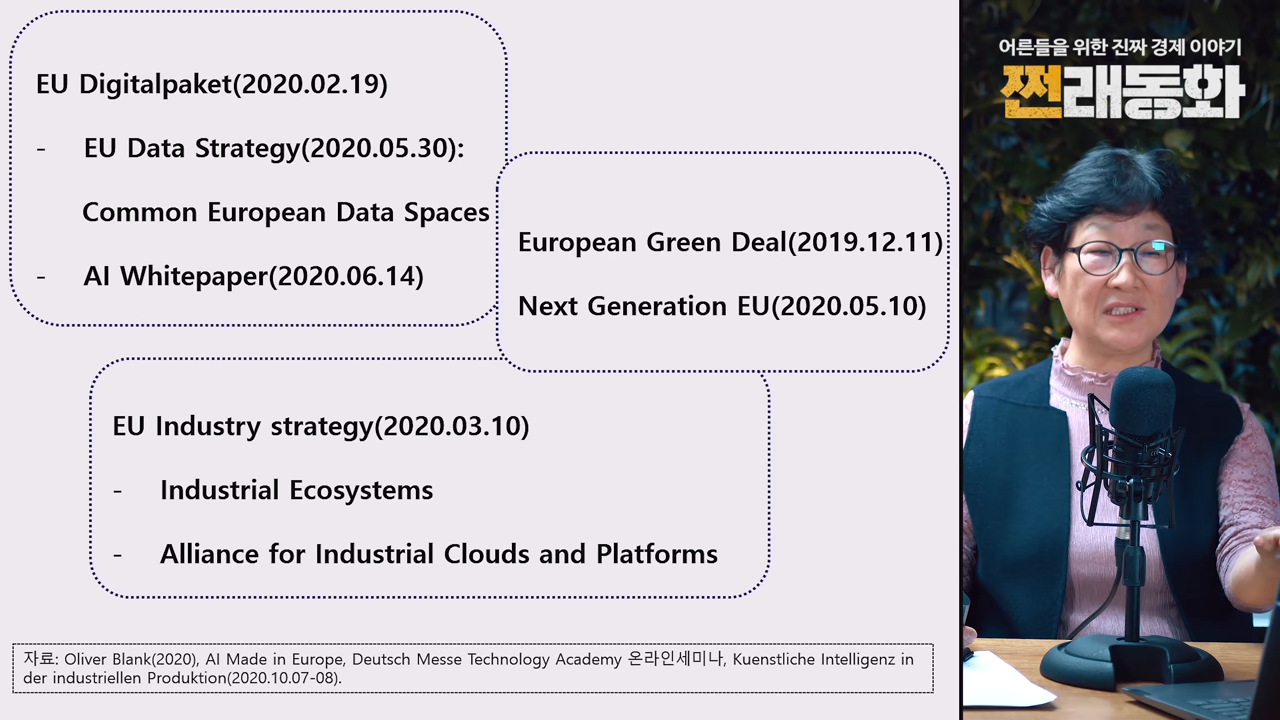 EU Digitalpaket(2020.02.19)
- EU Data Strategy(2020.05.30):
Common European Data Spaces
- AI Whitepaper(2020.06.14)
European Green Deal(2019.12.11)
Next Generation EU(2020.05.10)
EU Industry strategy(2020.03.10)
- Industrial Ecosystems
- Alliance for Industrial Clouds and Platforms
자료: Oliver Blank(2020), AI Made in Europe, Deutsch Messe Technology Academy 온라인세미나, Kuenstliche Intelligenz in
der industriellen Produktion(2020.10.07-08).
어른들을 위한 진짜 경제 이야기
쩐래동화